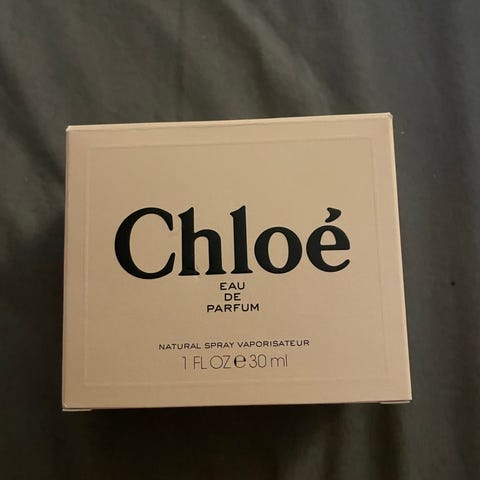 Chloé
EAU
DE
PARFUM
NATURAL SPRAY VAPORISATEUR
1 FL OZ ℮ 30 ml